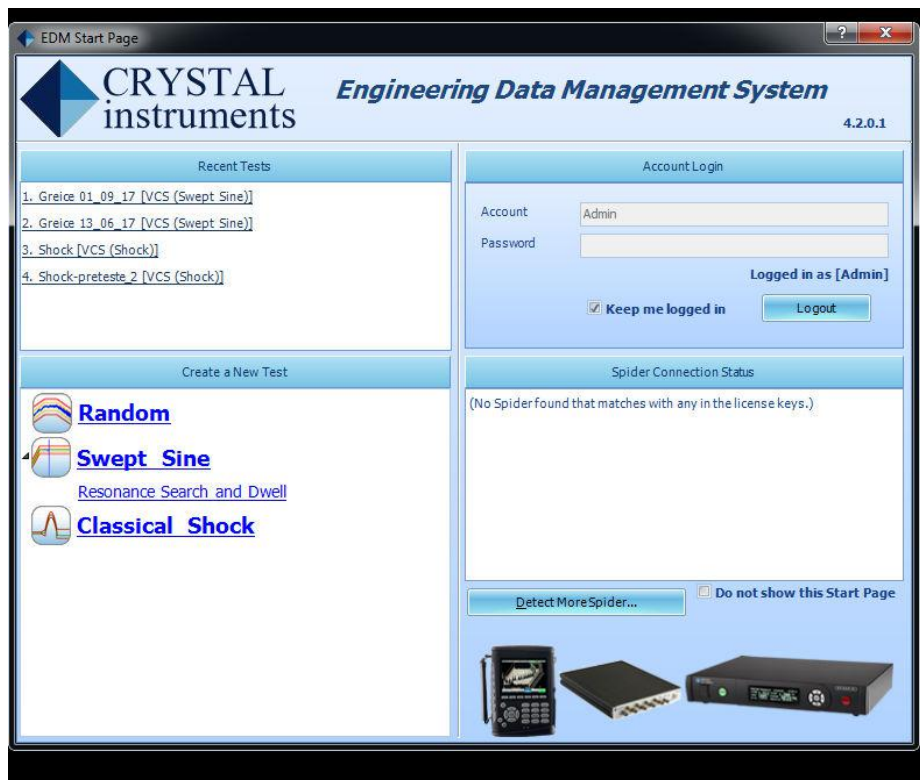 EDM Start Page
CRYSTAL
instruments
Engineering Data Management System
4.2.0.1
Recent Tests
1. Greice 01_09_17 [VCS (Swept Sine)]
2. Greice 13_06_17 [VCS (Swept Sine)]
3. Shock [VCS (Shock)]
4. Shock-preteste_2 [VCS (Shock)]
Account Login
Account
Admin
Password
Logged in as [Admin]
Keep me logged in
Logout
Create a New Test
Random
Swept Sine
Resonance Search and Dwell
Classical Shock
Spider Connection Status
(No Spider found that matches with any in the license keys.)
Detect More Spider...
Do not show this Start Page